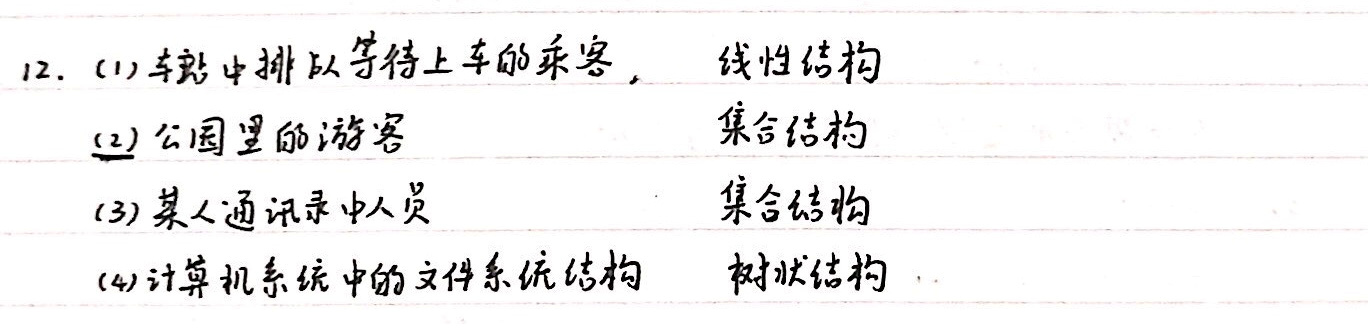 12. (1) 车站中排队等待上车的乘客. 线性结构
(2) 公园里的游客 集合结构
(3) 某人通讯录中人员 集合结构
(4) 计算机系统中的文件系统结构 树状结构